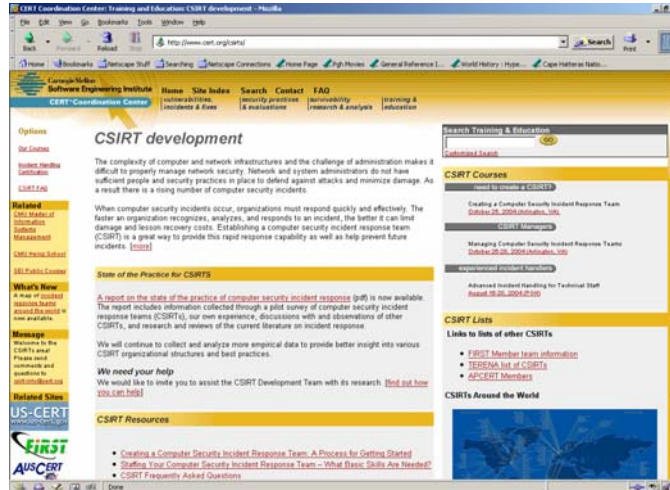 CERT Coordination Center: Training and Education: CSIRT development - Mozilla
File Edit View Go Bookmarks Tools Window Help
Back Forward Reload Stop http://www.cert.org/csirts/ Search Print
Home Bookmarks Netscape Stuff Searching Netscape Connections Home Page Pgh Movies General Reference I... World History : Hype... Cape Hatteras Natio...
Carnegie Mellon
Software Engineering Institute
CERT Coordination Center
Home Site Index Search Contact FAQ
vulnerabilities, incidents & fixes
security practices & evaluations
survivability research & analysis
training & education
Options
Our Courses
Incident Handling
Certification
CSIRT FAQ
Related
CMU Master of
Information
Systems
Management
CMU Heinz School
SEI Public Courses
What's New
A map of incident
response teams
around the world is
now available.
Message
Welcome to the
CSIRTs area!
Please send
comments and
questions to
Related Sites
US-CERT
FIRST
AUSCERT
CSIRT development
The complexity of computer and network infrastructures and the challenge of administration makes it
difficult to properly manage network security. Network and system administrators do not have
sufficient people and security practices in place to defend against attacks and minimize damage. As
a result there is a rising number of computer security incidents.
When computer security incidents occur, organizations must respond quickly and effectively. The
faster an organization recognizes, analyzes, and responds to an incident, the better it can limit
damage and lesson recovery costs. Establishing a computer security incident response team
(CSIRT) is a great way to provide this rapid response capability as well as help prevent future
incidents. [more]
State of the Practice for CSIRTS
A report on the state of the practice of computer security incident response (pdf) is now available.
The report includes information collected through a pilot survey of computer security incident
response teams (CSIRTs), our own experience, discussions with and observations of other
CSIRTs, and research and reviews of the current literature on incident response.
We will continue to collect and analyze more empirical data to provide better insight into various
CSIRT organizational structures and best practices.
We need your help
We would like to invite you to assist the CSIRT Development Team with its research. [find out how
you can help]
CSIRT Resources
Creating a Computer Security Incident Response Team: A Process for Getting Started
Staffing Your Computer Security Incident Response Team – What Basic Skills Are Needed?
CSIRT Frequently Asked Questions
Search Training & Education
GO
Customized Search
CSIRT Courses
need to create a CSIRT?
Creating a Computer Security Incident Response Team
October 25, 2004 (Arlington, VA)
CSIRT Managers
Managing Computer Security Incident Response Teams
October 26-28, 2004 (Arlington, VA)
experienced incident handlers
Advanced Incident Handling for Technical Staff
August 16-20, 2004
CSIRT Lists
Links to lists of other CSIRTs
FIRST Member team information
TERENA list of CSIRTs
APCERT Members
CSIRTs Around the World
Done